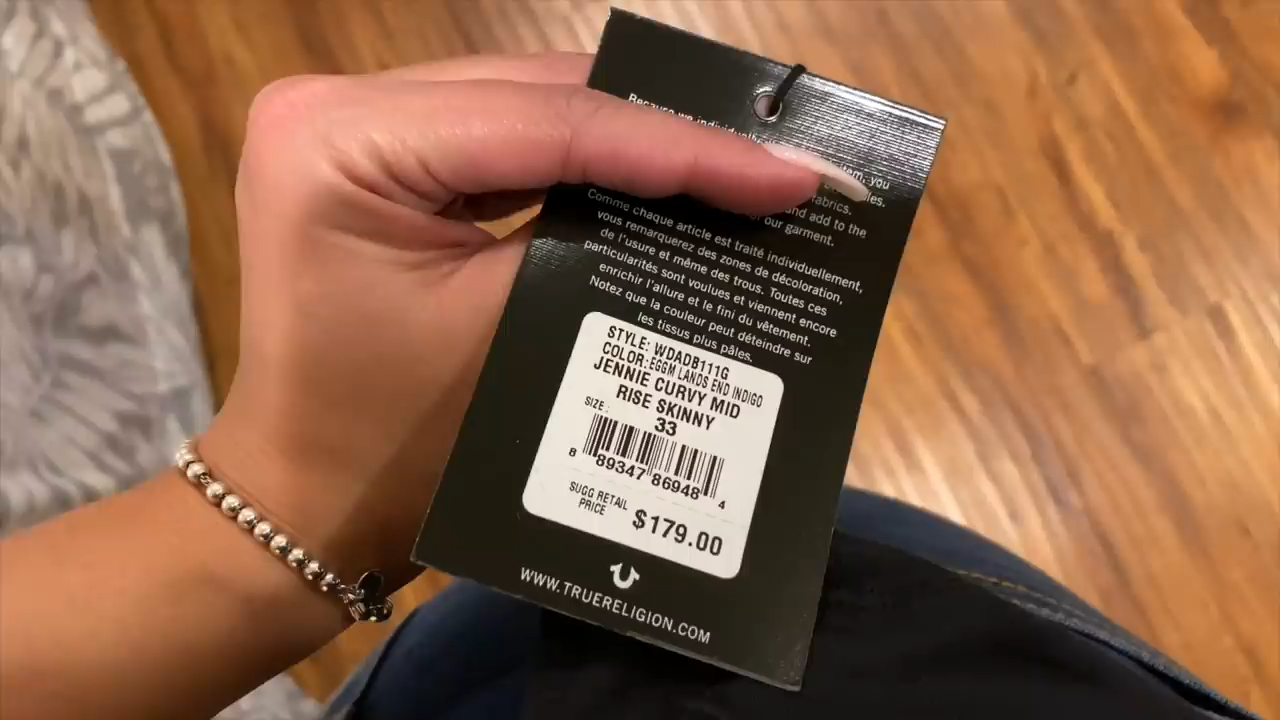 Because we individually
you
fabrics.
and add to the
our garment.
Comme chaque article est traité individuellement,
vous remarquerez des zones de décoloration,
de l'usure et même des trous. Toutes ces
particularités sont voulues et viennent encore
enrichir l'allure et le fini du vêtement.
Notez que la couleur peut déteindre sur
les tissus plus pâles.
STYLE: WDADB111G
COLOR: EGGM LANDS END INDIGO
JENNIE CURVY MID
RISE SKINNY
SIZE: 33
8 89347 86948 4
SUGG RETAIL
PRICE $179.00
WWW.TRUERELIGION.COM